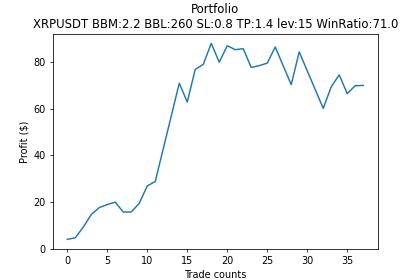 Portfolio
XRPUSDT BBM:2.2 BBL:260 SL:0.8 TP:1.4 lev:15 WinRatio:71.0
80
60
40
20
0
Profit ($)
0 5 10 15 20 25 30 35
Trade counts